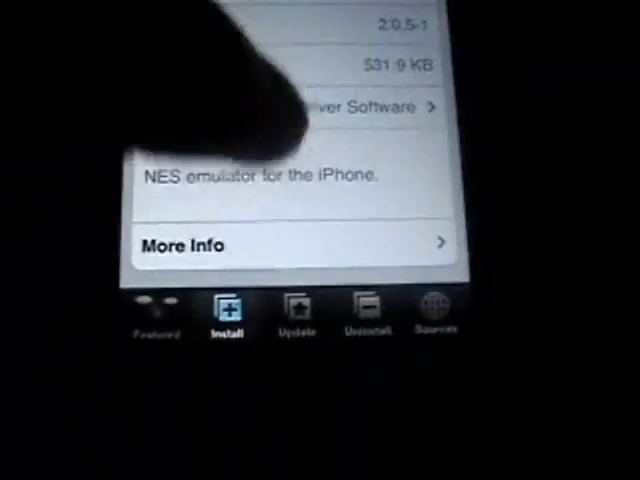 2.0.5-1
531.9 KB
ver Software
NES emulator for the iPhone.
More Info
Featured Install Update Uninstall Sources